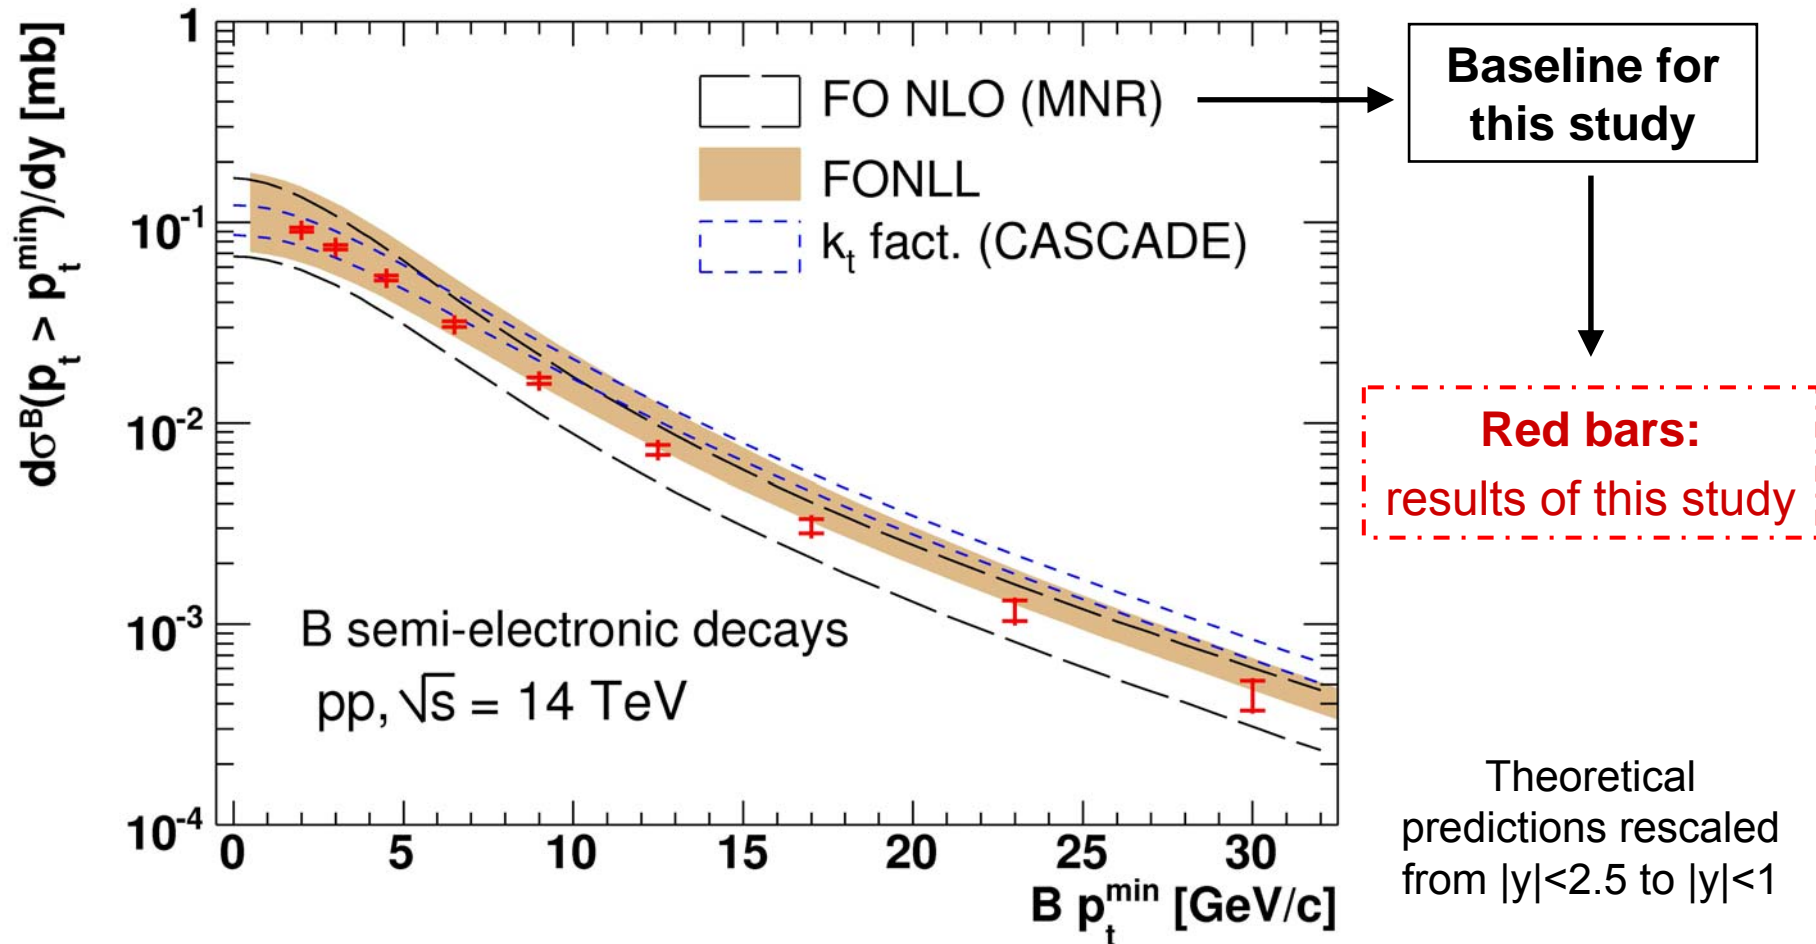 dσᴮ(pₜ > pₜᵐⁱⁿ)/dy [mb]
1
10⁻¹
10⁻²
10⁻³
10⁻⁴
0 5 10 15 20 25 30
B pₜᵐⁱⁿ [GeV/c]
FO NLO (MNR)
FONLL
kₜ fact. (CASCADE)
B semi-electronic decays
pp, √s = 14 TeV
Baseline for
this study
Red bars:
results of this study
Theoretical
predictions rescaled
from |y|<2.5 to |y|<1